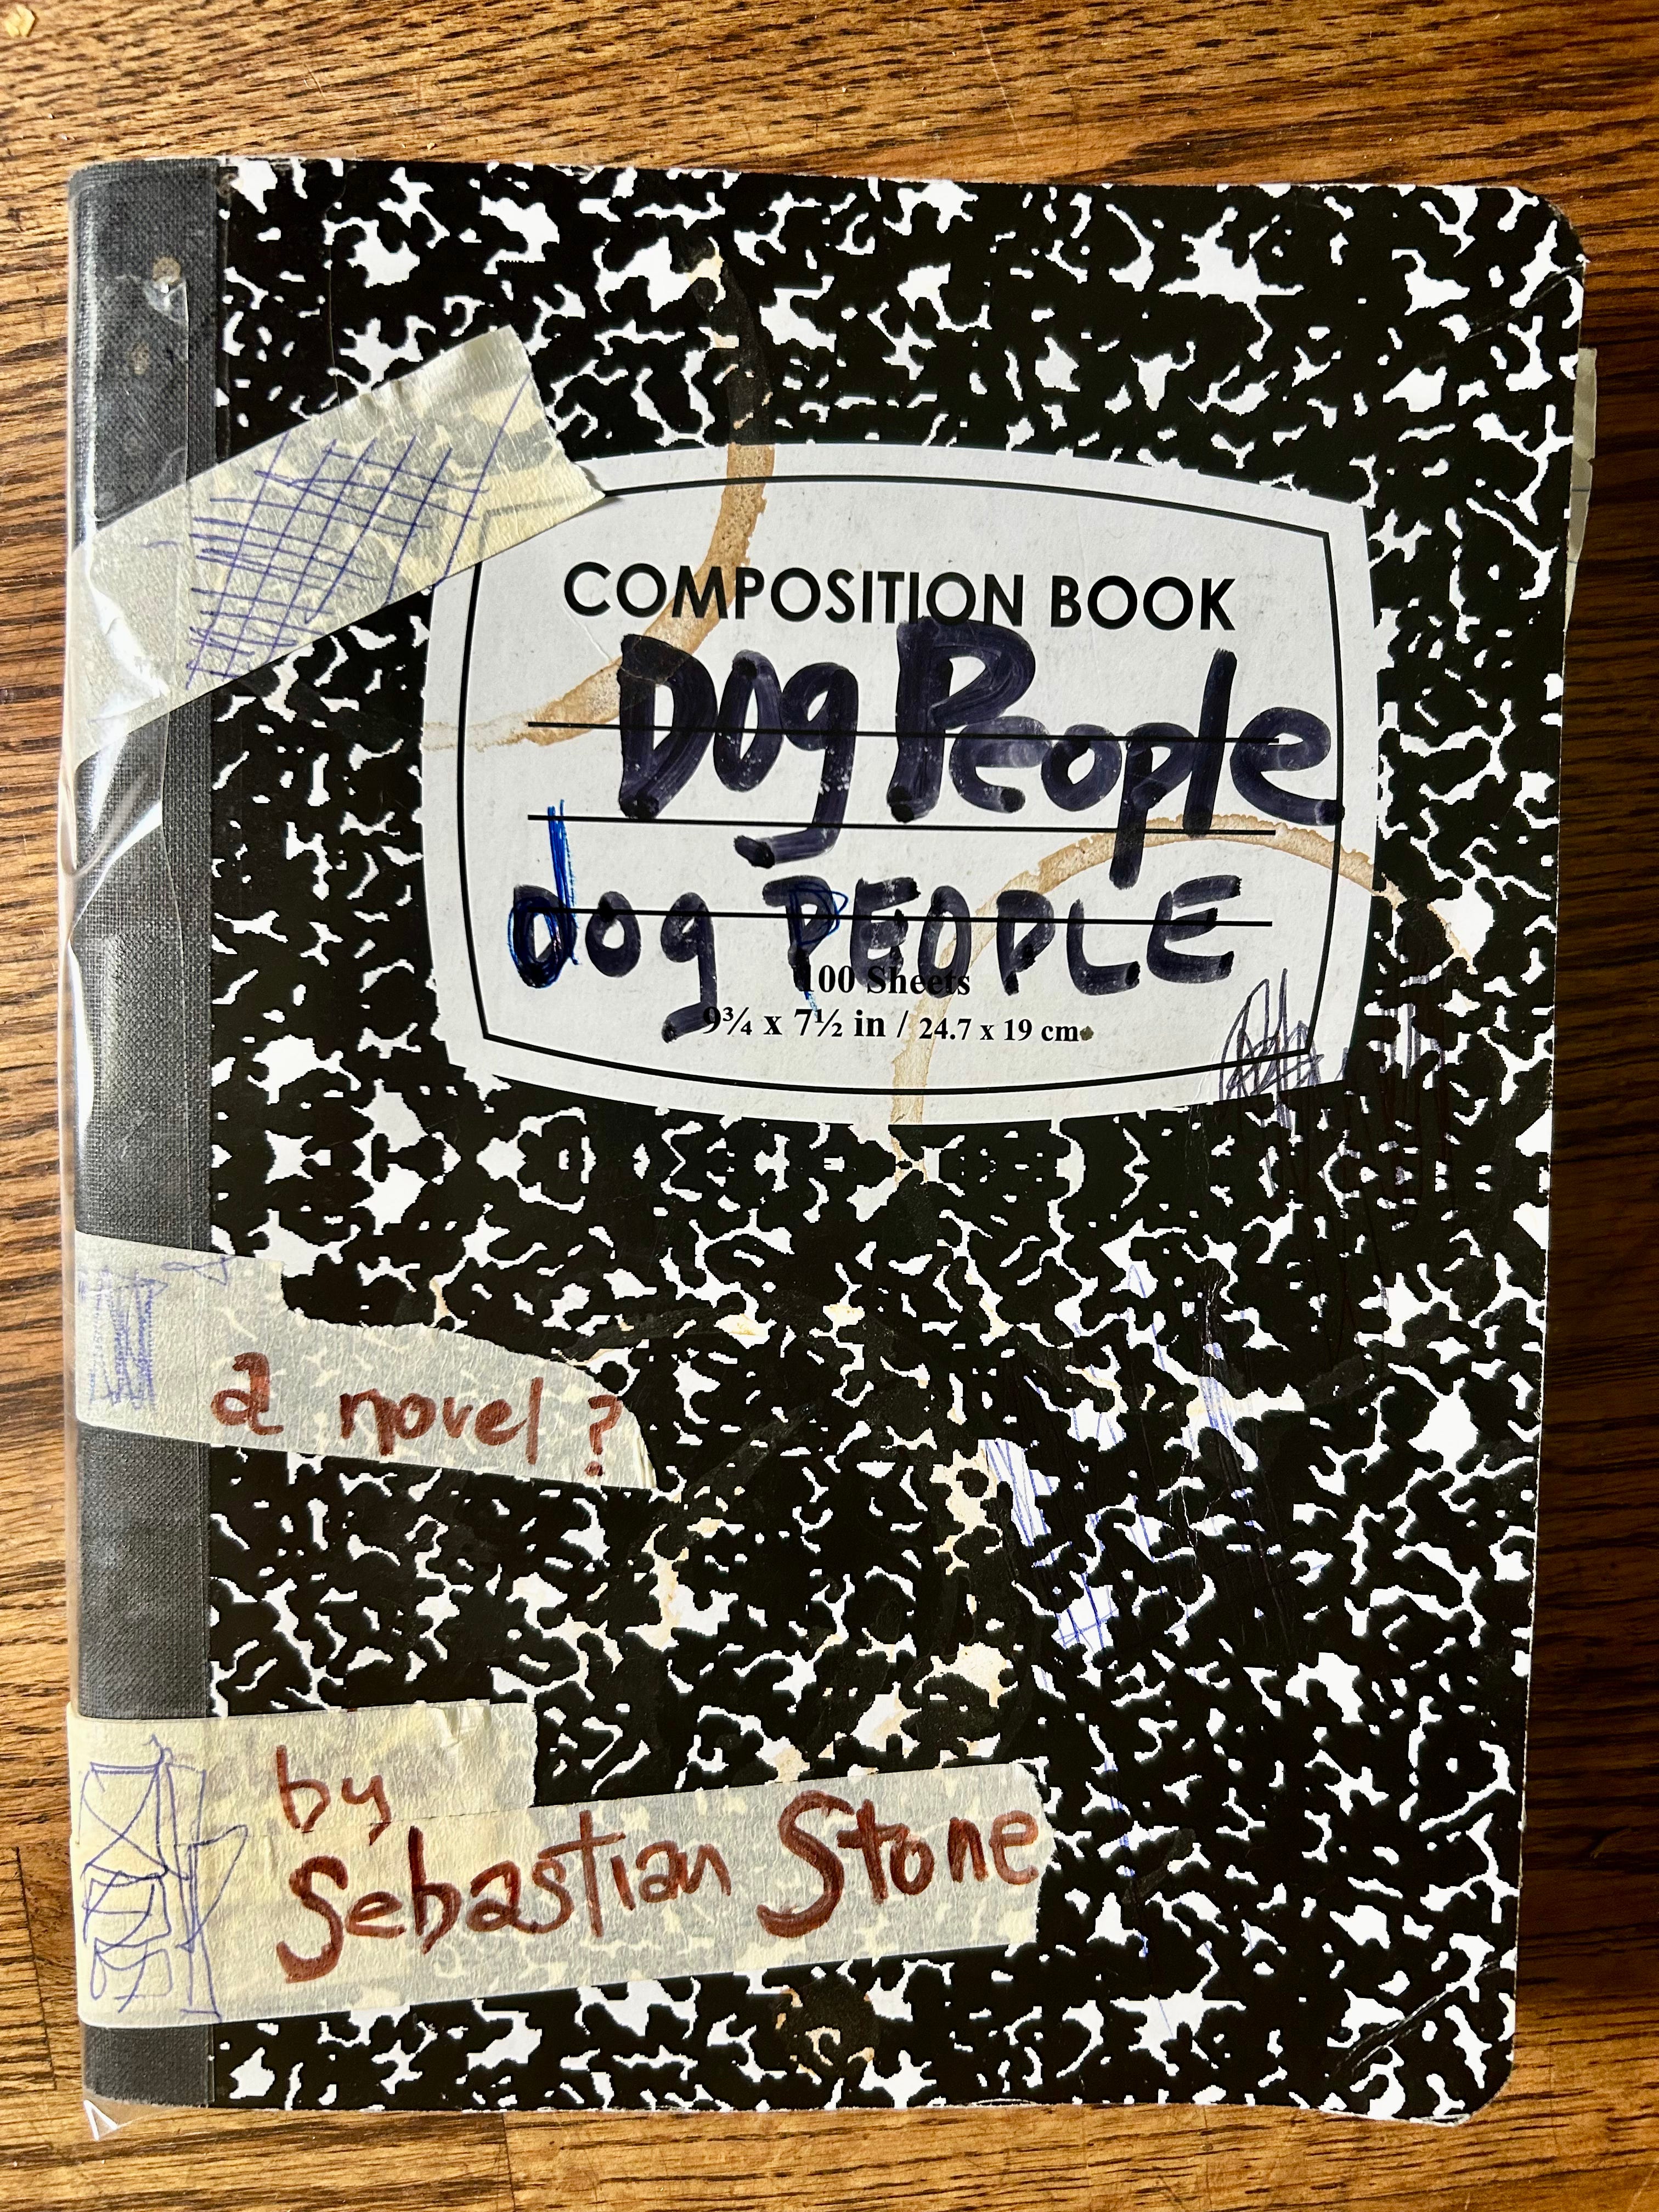 COMPOSITION BOOK
Dog People
dog PEOPLE
100 Sheets
9¾ x 7½ in / 24.7 x 19 cm
a novel?
by
Sebastian Stone